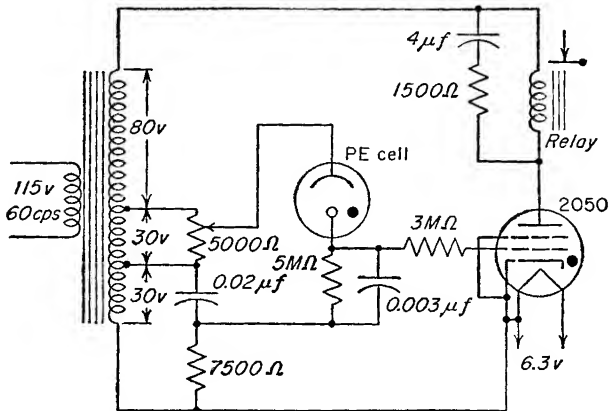 4μf
1500Ω
Relay
80v
PE cell
115v
60cps
2050
30v
5000Ω
3MΩ
30v
0.02μf
5MΩ
0.003μf
7500Ω
6.3v